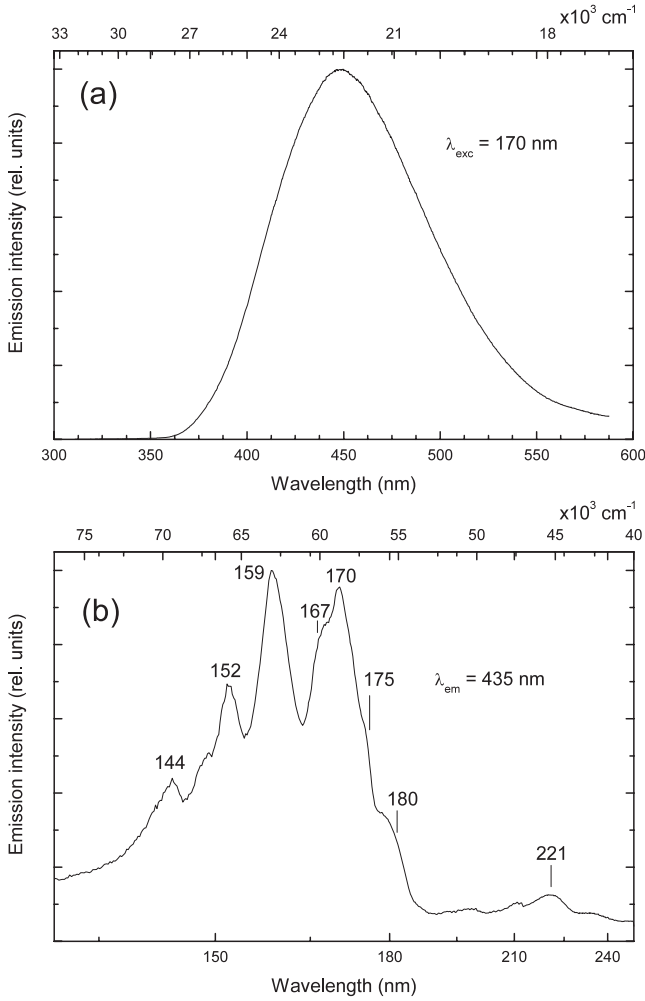 x10³ cm⁻¹
33 30 27 24 21 18
(a)
λexc = 170 nm
Emission intensity (rel. units)
300 350 400 450 500 550 600
Wavelength (nm)
x10³ cm⁻¹
75 70 65 60 55 50 45 40
(b)
159
170
167
152
175
λem = 435 nm
144
180
221
Emission intensity (rel. units)
150 180 210 240
Wavelength (nm)